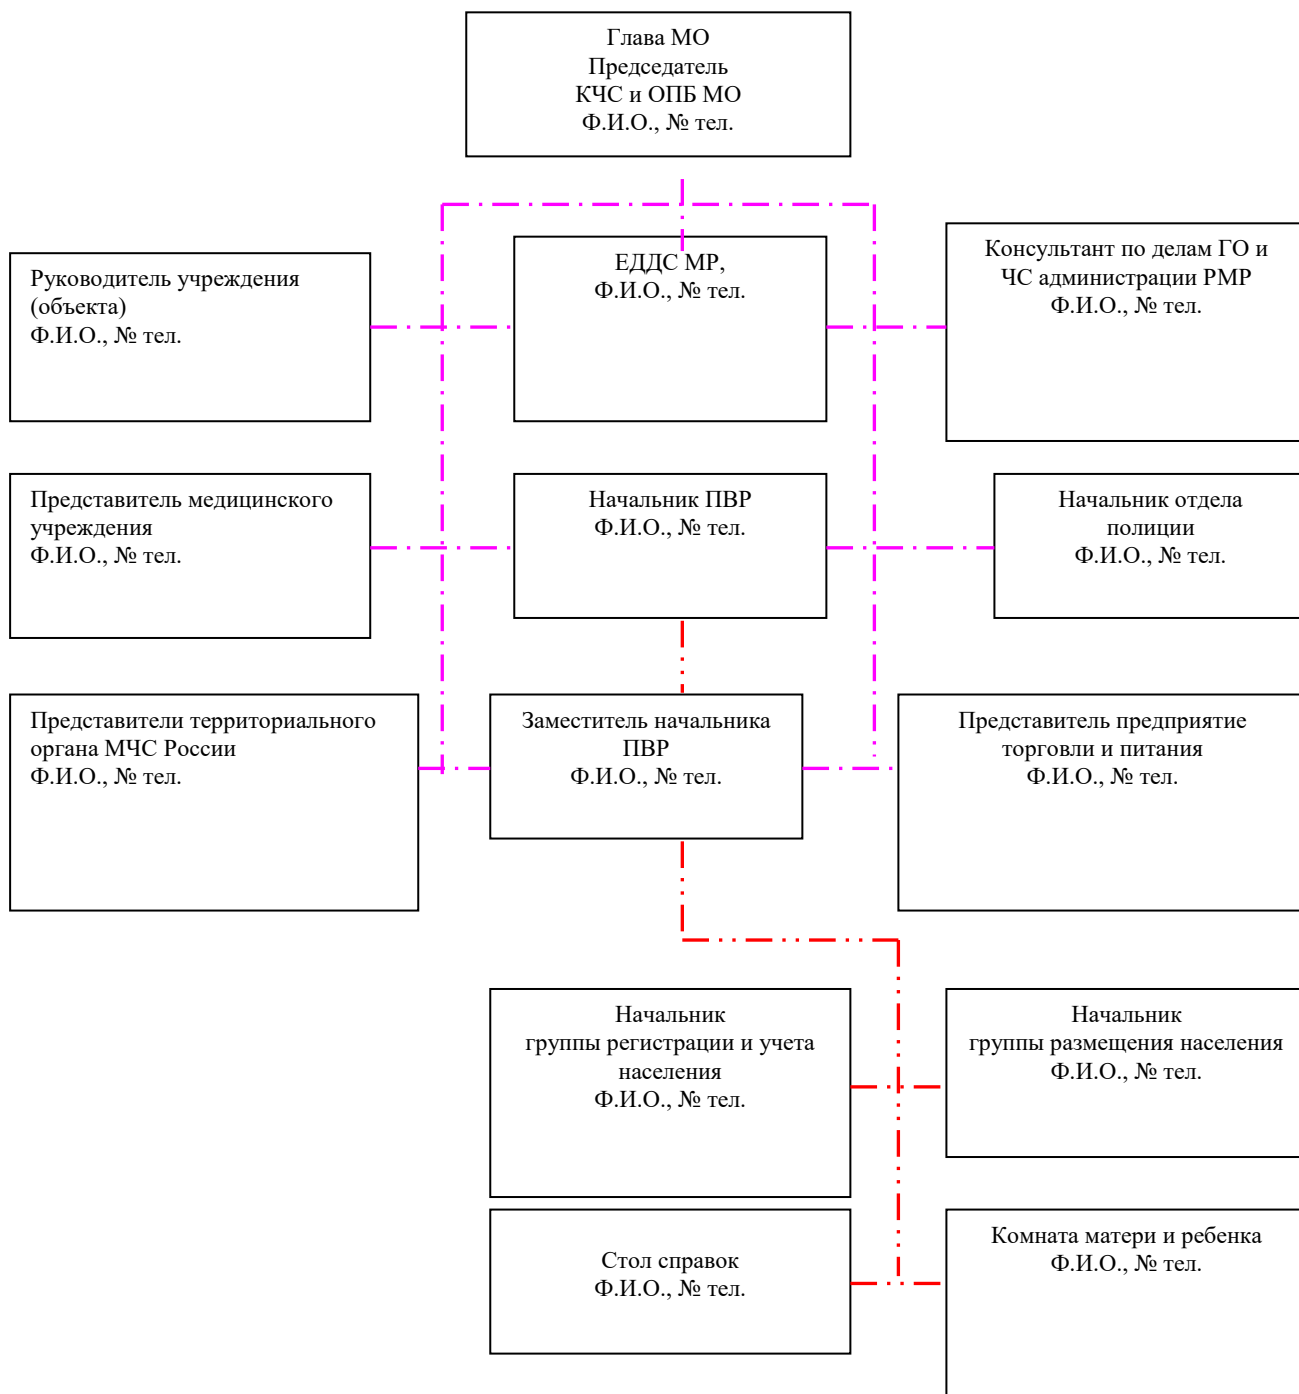 Глава МО
Председатель
КЧС и ОПБ МО
Ф.И.О., № тел.
Руководитель учреждения
(объекта)
Ф.И.О., № тел.
ЕДДС МР,
Ф.И.О., № тел.
Консультант по делам ГО и
ЧС администрации РМР
Ф.И.О., № тел.
Представитель медицинского
учреждения
Ф.И.О., № тел.
Начальник ПВР
Ф.И.О., № тел.
Начальник отдела
полиции
Ф.И.О., № тел.
Представители территориального
органа МЧС России
Ф.И.О., № тел.
Заместитель начальника
ПВР
Ф.И.О., № тел.
Представитель предприятие
торговли и питания
Ф.И.О., № тел.
Начальник
группы регистрации и учета
населения
Ф.И.О., № тел.
Начальник
группы размещения населения
Ф.И.О., № тел.
Стол справок
Ф.И.О., № тел.
Комната матери и ребенка
Ф.И.О., № тел.